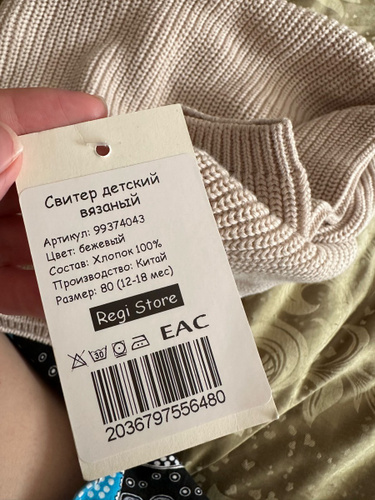 Свитер детский
вязаный
Артикул: 99374043
Цвет: бежевый
Состав: Хлопок 100%
Производство: Китай
Размер: 80 (12-18 мес)
Regi Store
30
EAC
2036797556480